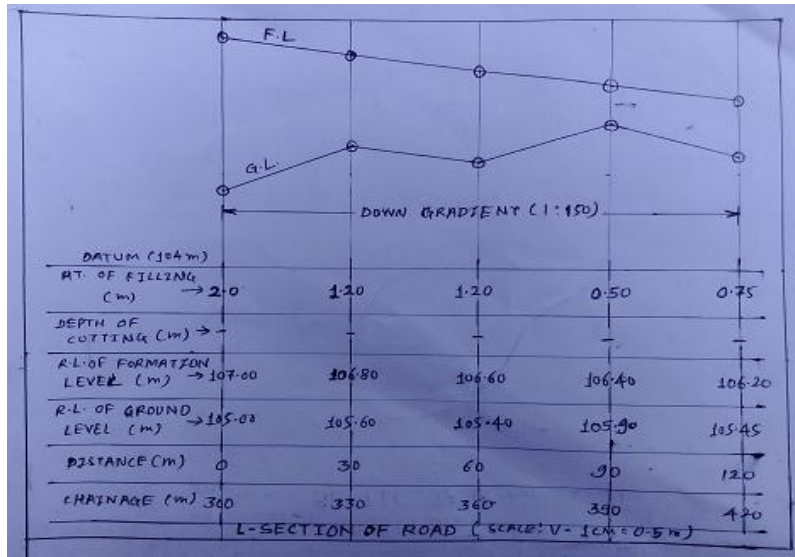 F.L
G.L.
DOWN GRADIENT (1:150)
DATUM (104m)
HT. OF FILLING
(m) → 2.0 1.20 1.20 0.50 0.75
DEPTH OF
CUTTING (m) → - - - - -
R.L. OF FORMATION
LEVEL (m) → 107.00 106.80 106.60 106.40 106.20
R.L. OF GROUND
LEVEL (m) → 105.00 105.60 105.40 105.90 105.45
DISTANCE (m) 0 30 60 90 120
CHAINAGE (m) 300 330 360 390 420
L-SECTION OF ROAD (SCALE: V- 1CM = 0.5m)